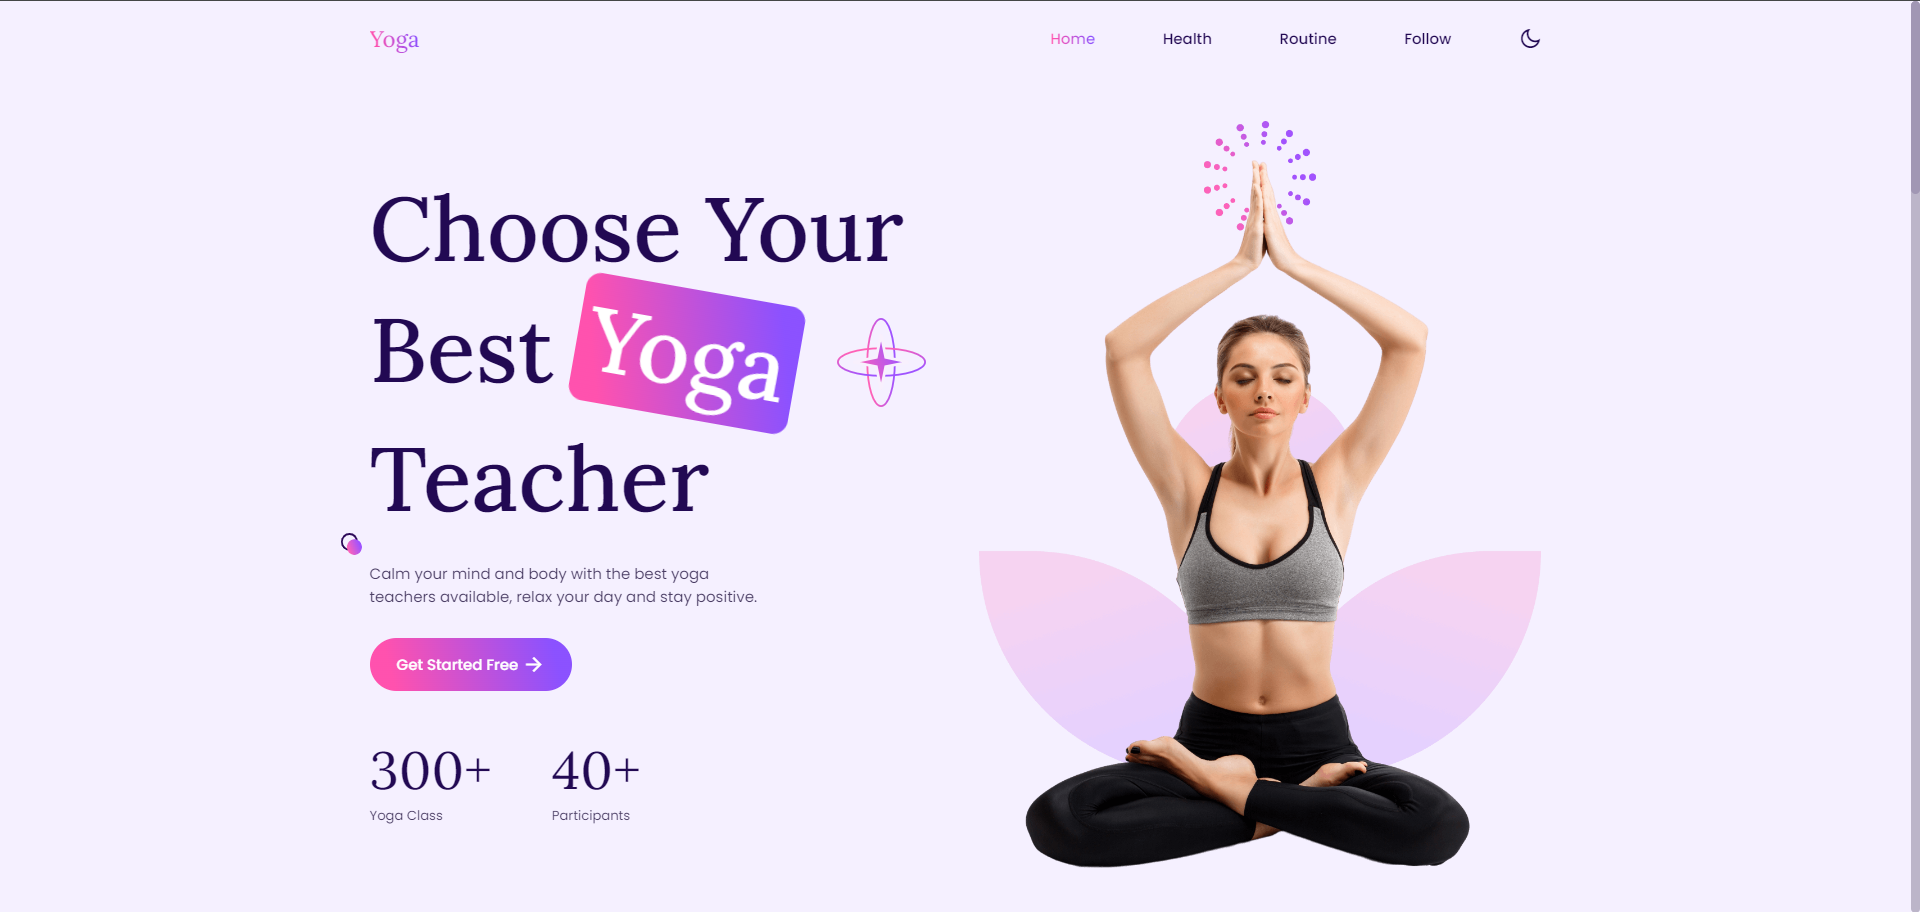 Yoga
Home Health Routine Follow
Choose Your
Best Yoga
Teacher
Calm your mind and body with the best yoga
teachers available, relax your day and stay positive.
Get Started Free
300+ 40+
Yoga Class Participants